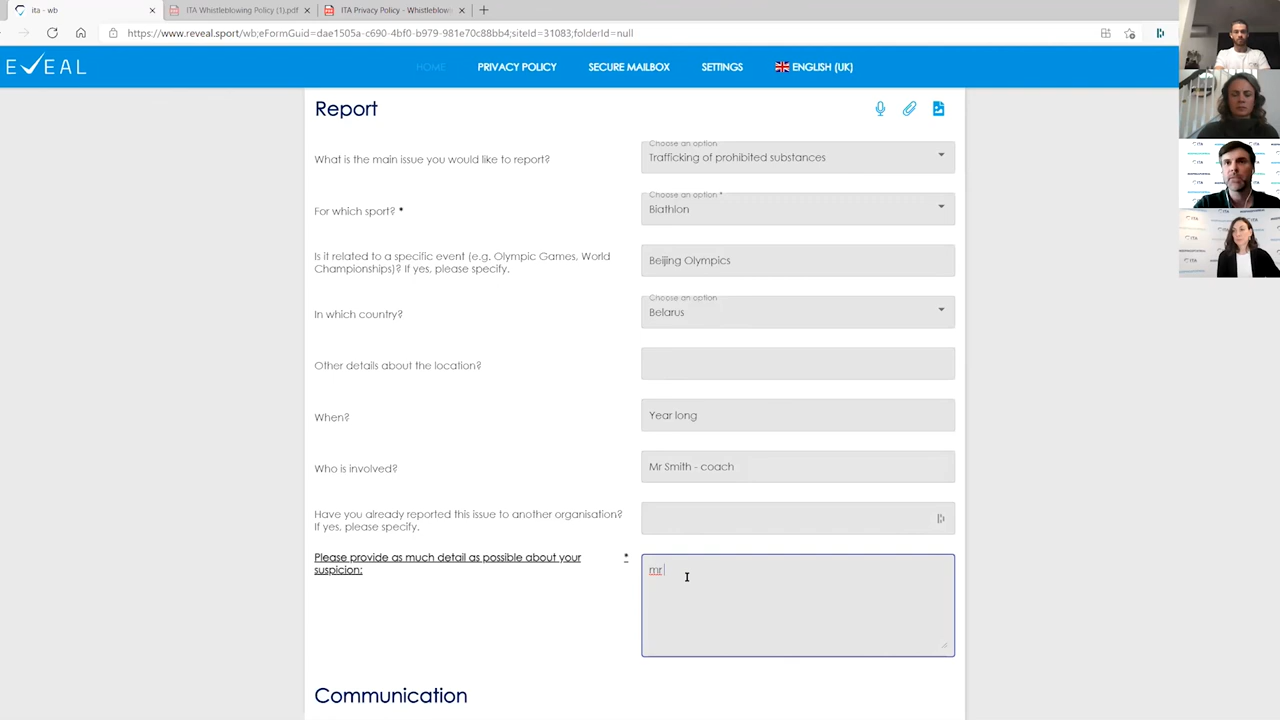 ita - wb
ITA Whistleblowing Policy (1).pdf
ITA Privacy Policy - Whistleblow
https://www.reveal.sport/wb;eFormGuid=dae1505a-c690-4bf0-b979-981e70c88bb4;siteId=31083;folderId=null
EVEAL
HOME
PRIVACY POLICY
SECURE MAILBOX
SETTINGS
ENGLISH (UK)
Report
What is the main issue you would like to report?
Choose an option
Trafficking of prohibited substances
For which sport? *
Choose an option *
Biathlon
Is it related to a specific event (e.g. Olympic Games, World
Championships)? If yes, please specify.
Beijing Olympics
In which country?
Choose an option
Belarus
Other details about the location?
When?
Year long
Who is involved?
Mr Smith - coach
Have you already reported this issue to another organisation?
If yes, please specify.
Please provide as much detail as possible about your *
suspicion:
mr
Communication